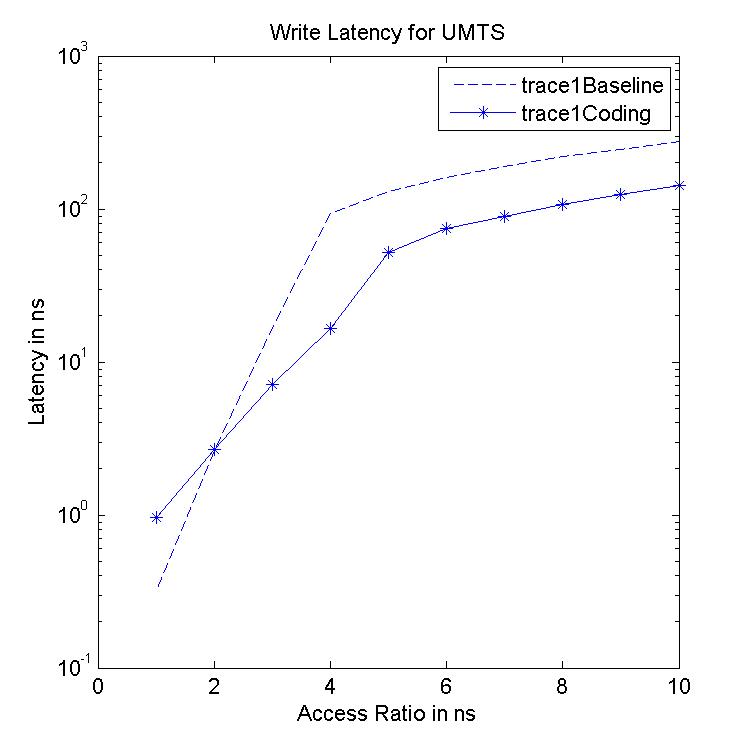 Write Latency for UMTS
trace1Baseline
trace1Coding
10^3
10^2
10^1
10^0
10^-1
Latency in ns
0 2 4 6 8 10
Access Ratio in ns